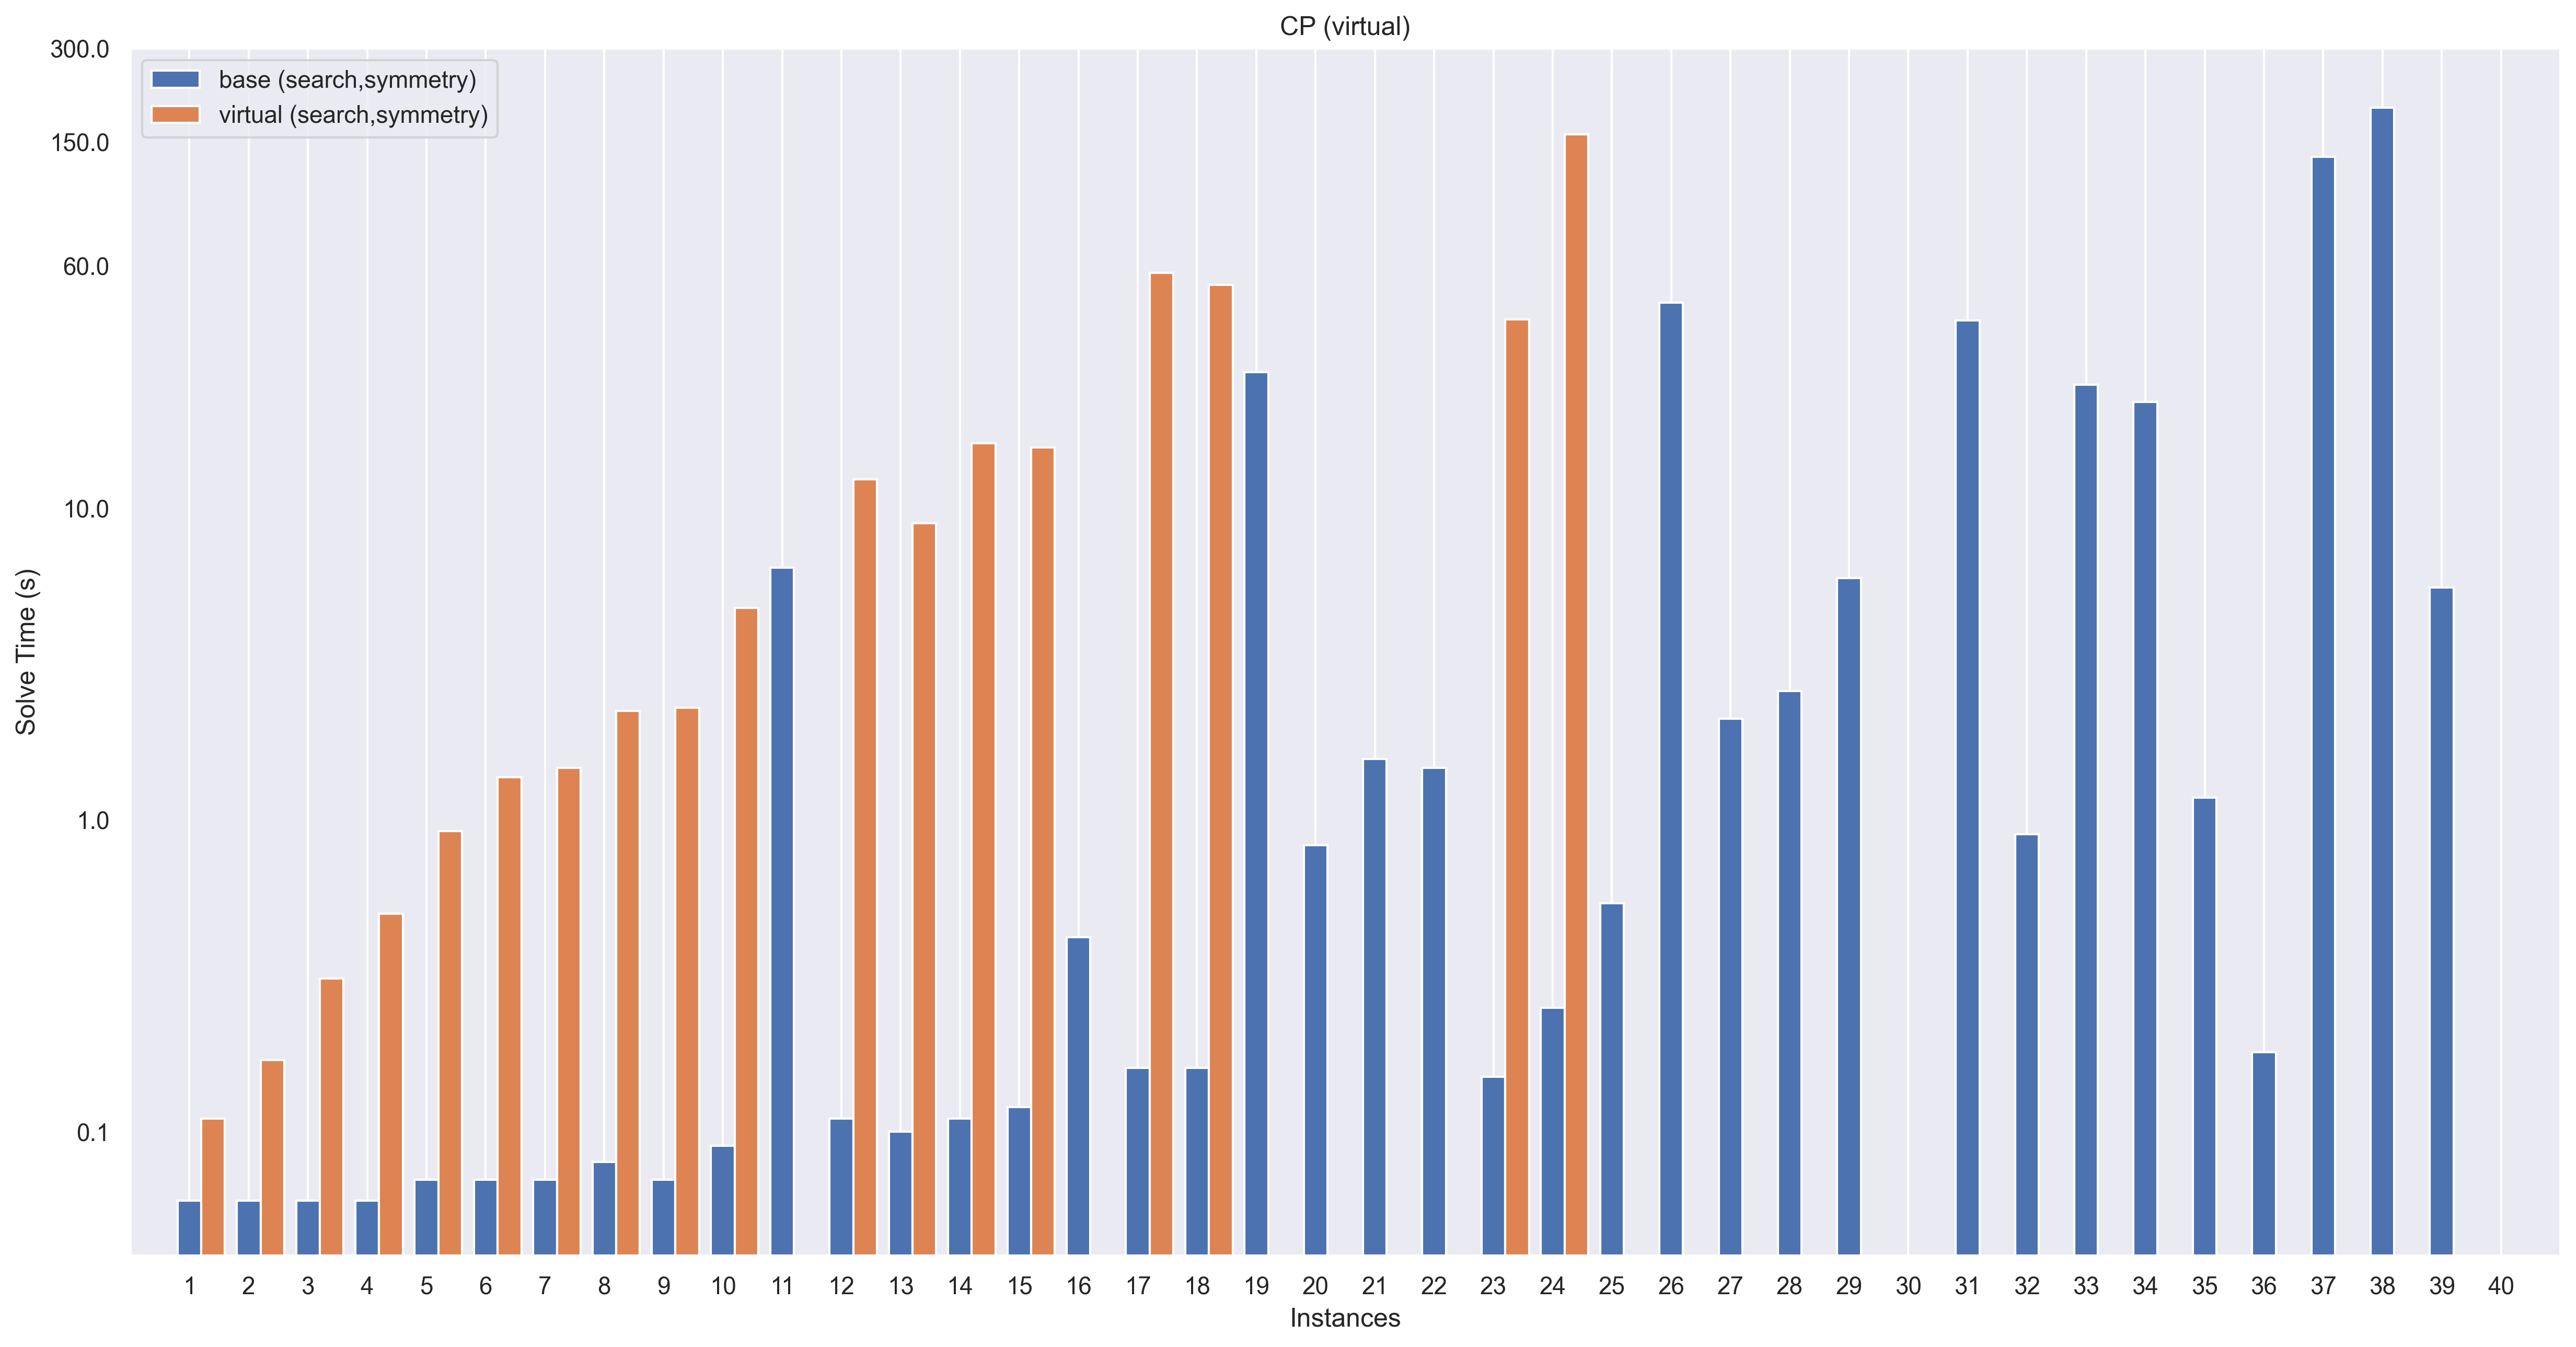 CP (virtual)
300.0
150.0
60.0
10.0
1.0
0.1
Solve Time (s)
base (search,symmetry)
virtual (search,symmetry)
1 2 3 4 5 6 7 8 9 10 11 12 13 14 15 16 17 18 19 20 21 22 23 24 25 26 27 28 29 30 31 32 33 34 35 36 37 38 39 40
Instances